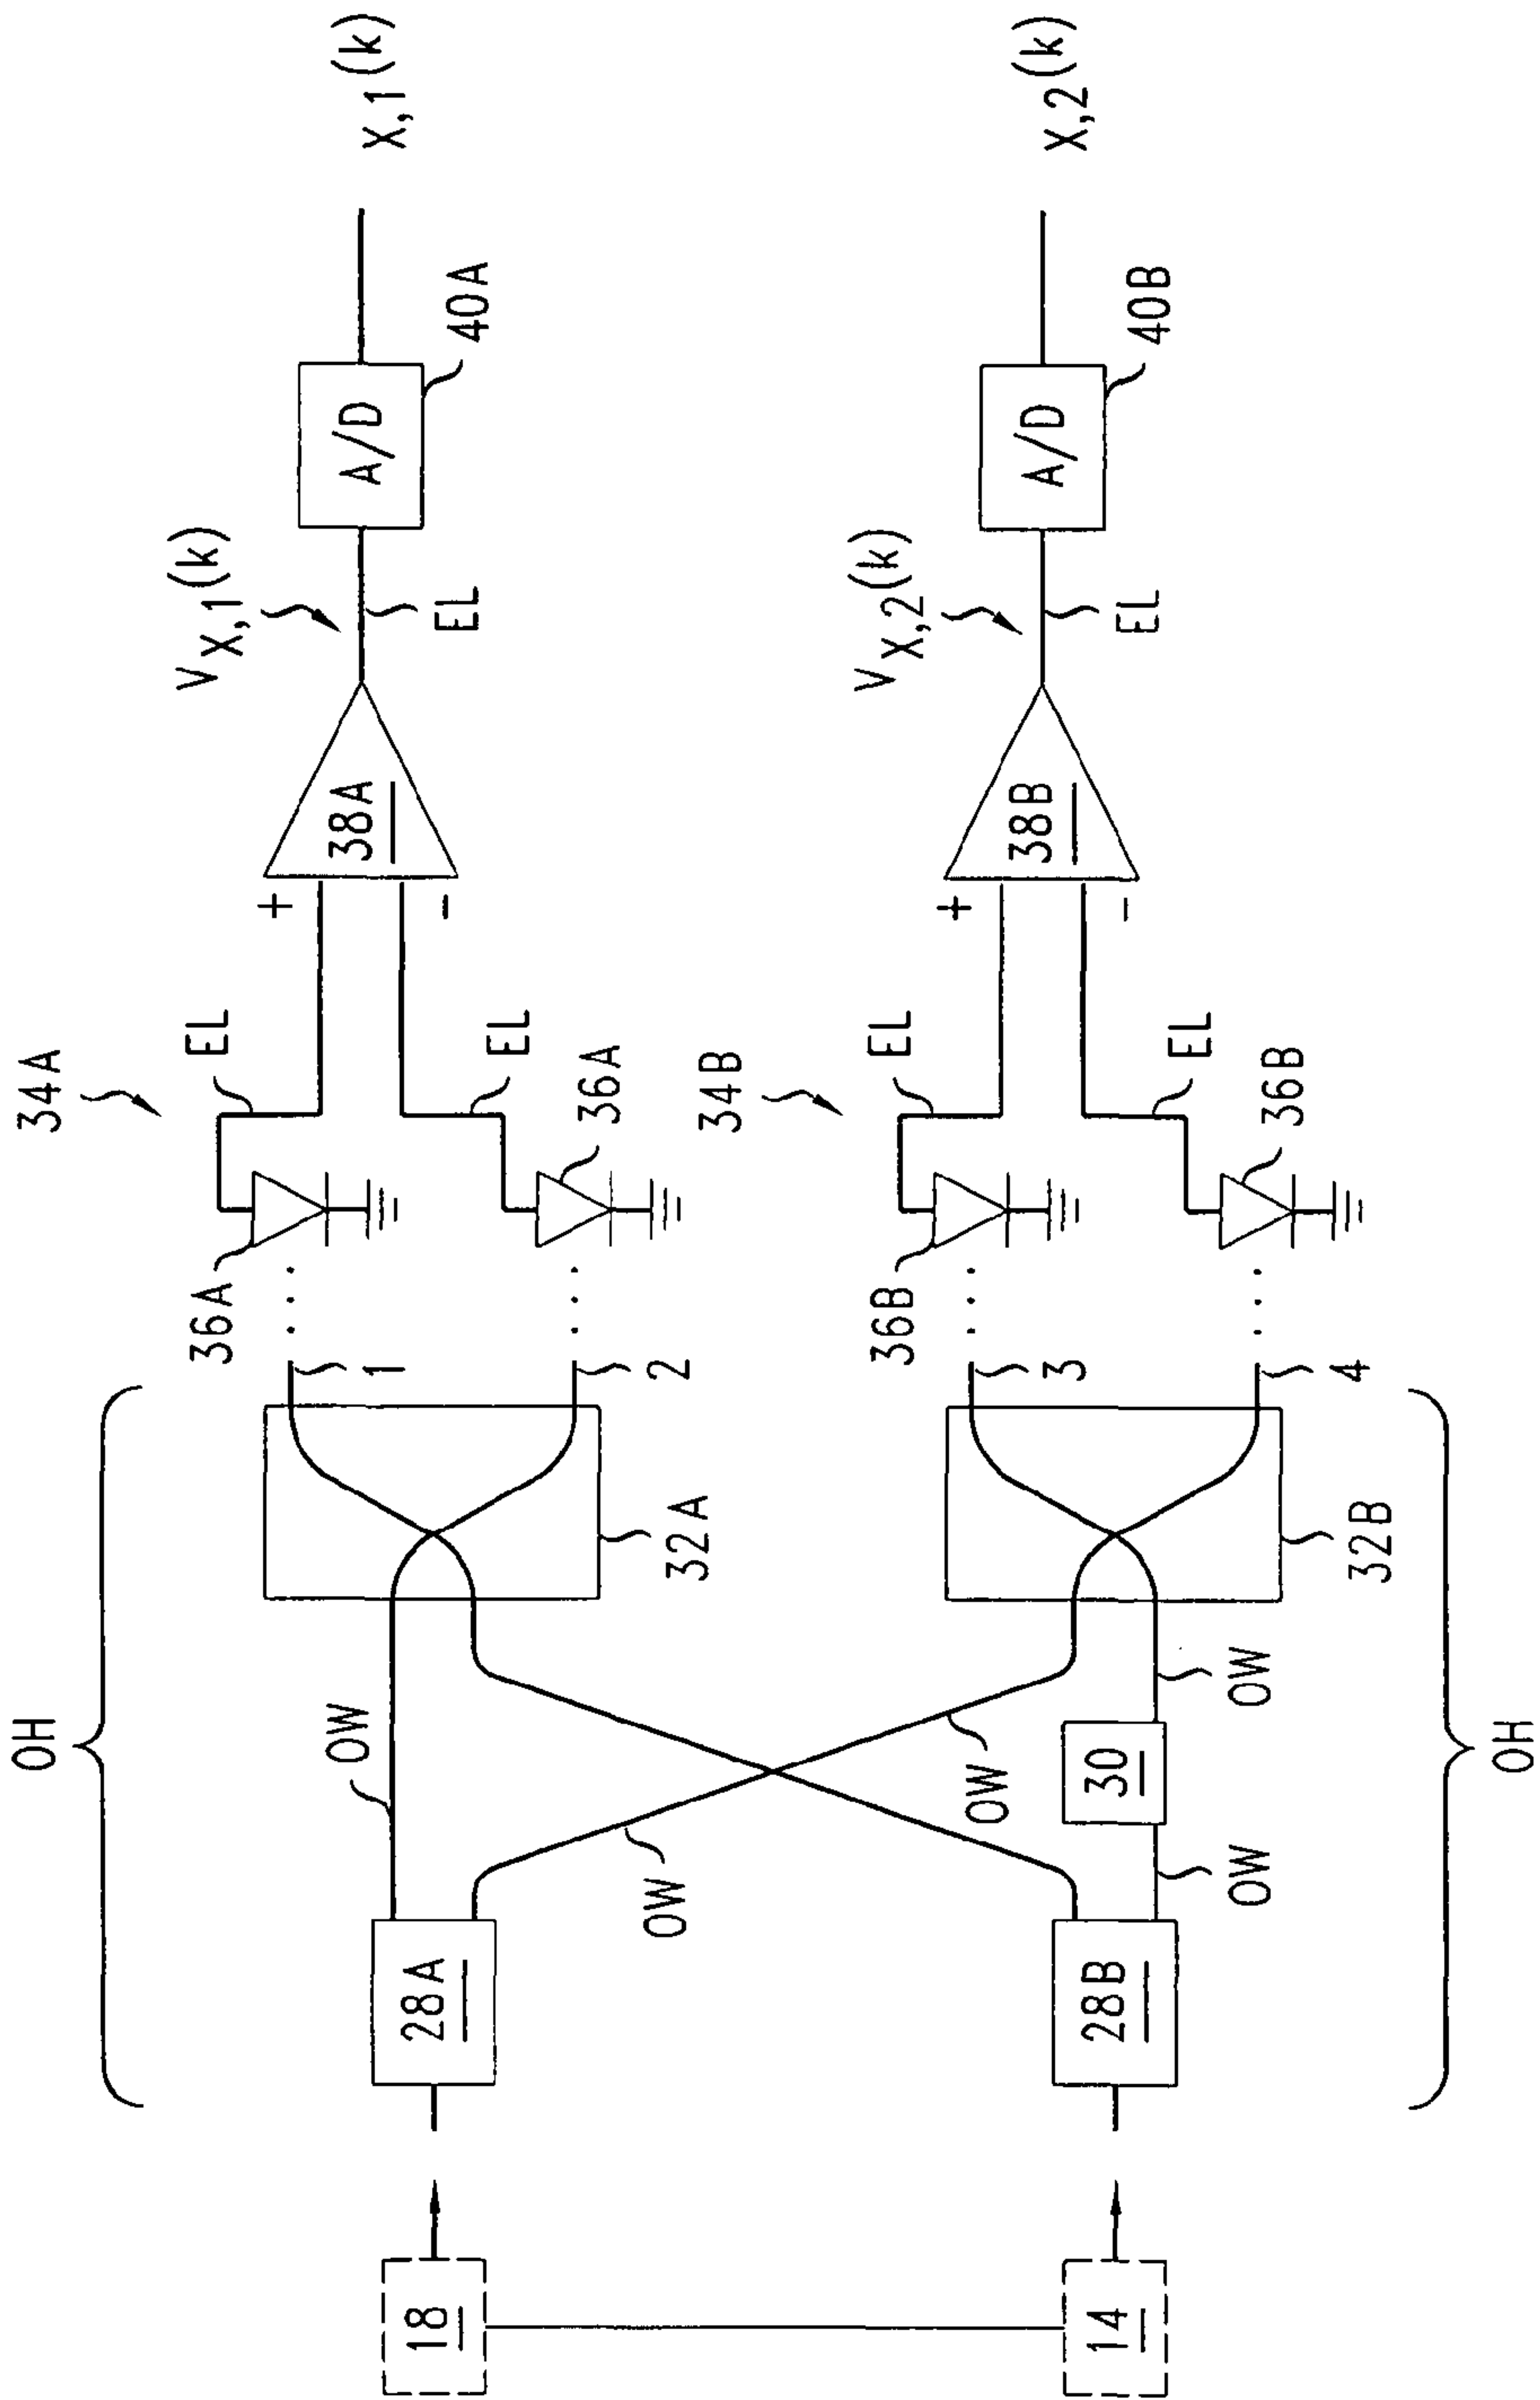 OH
34A
EL
36A
1
V X,1 (k)
+
38A
-
A/D
40A
X,1 (k)
EL
OW
32A
2
EL
36A
28A
18
OW
OW
34B
EL
36B
3
V X,2 (k)
+
38B
-
A/D
40B
X,2 (k)
EL
14
28B
30
OW
OW
32B
4
EL
36B
OH